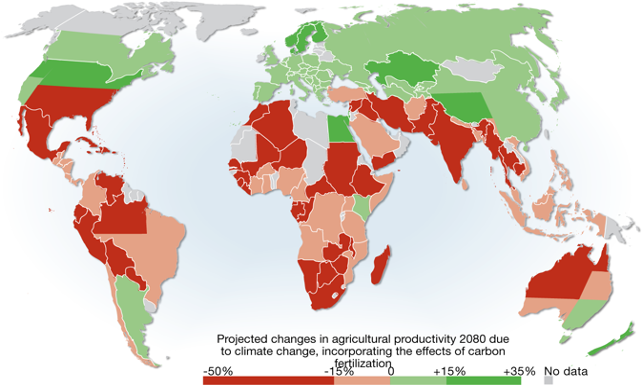 Projected changes in agricultural productivity 2080 due
to climate change, incorporating the effects of carbon
fertilization
-50% -15% 0 +15% +35% No data